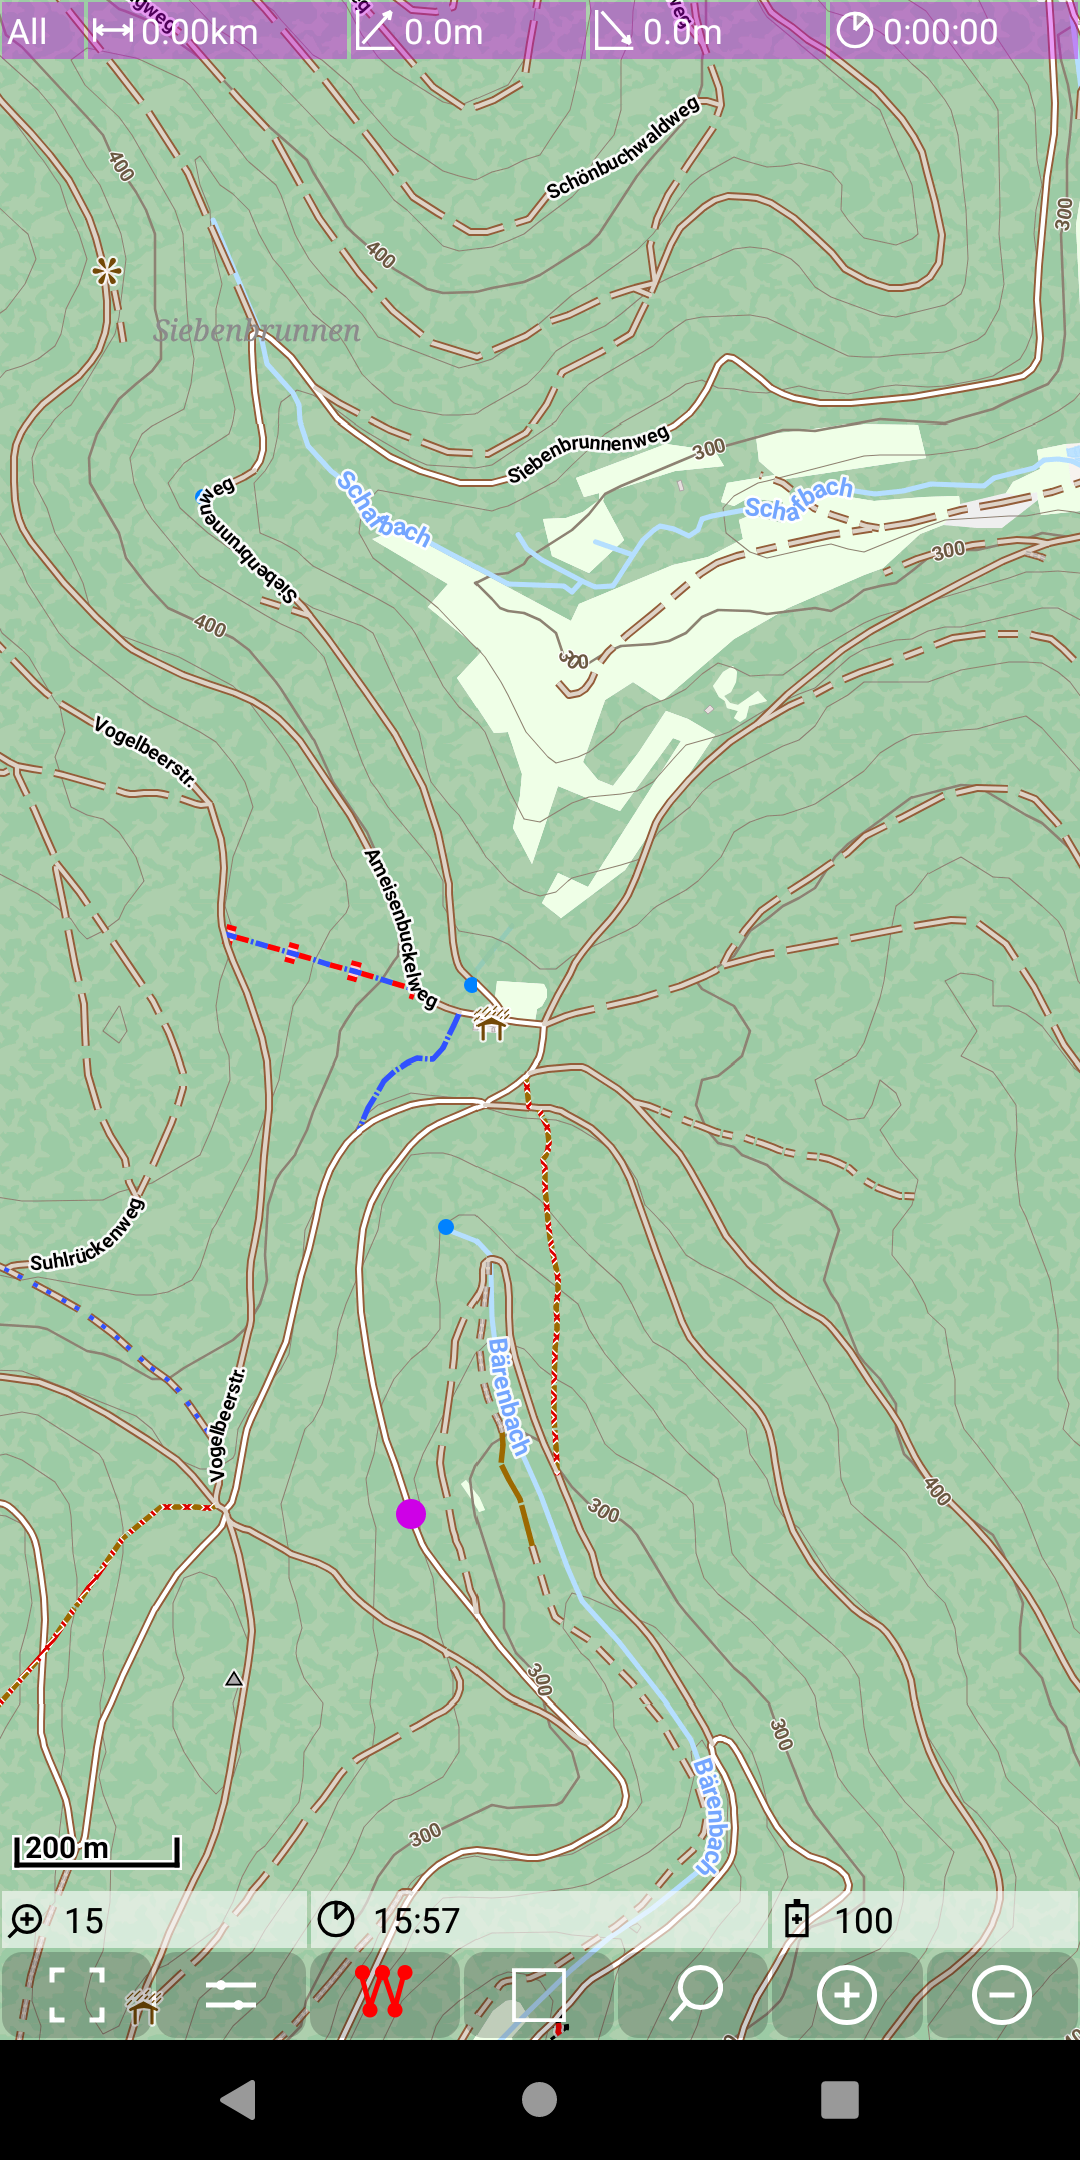 All 0.00km 0.0m 0.0m 0:00:00
Schönbuchwaldweg
400
300
400
Siebenbrunnen
Siebenbrunnenweg
300
Schafbach
weg
Schafbach
Siebenbrunnen
300
400
300
Vogelbeerstr.
Ameisenbuckelweg
Suhlrückenweg
Bärenbach
Vogelbeerstr.
400
300
300
300
Bärenbach
300
200 m
15 15:57 100